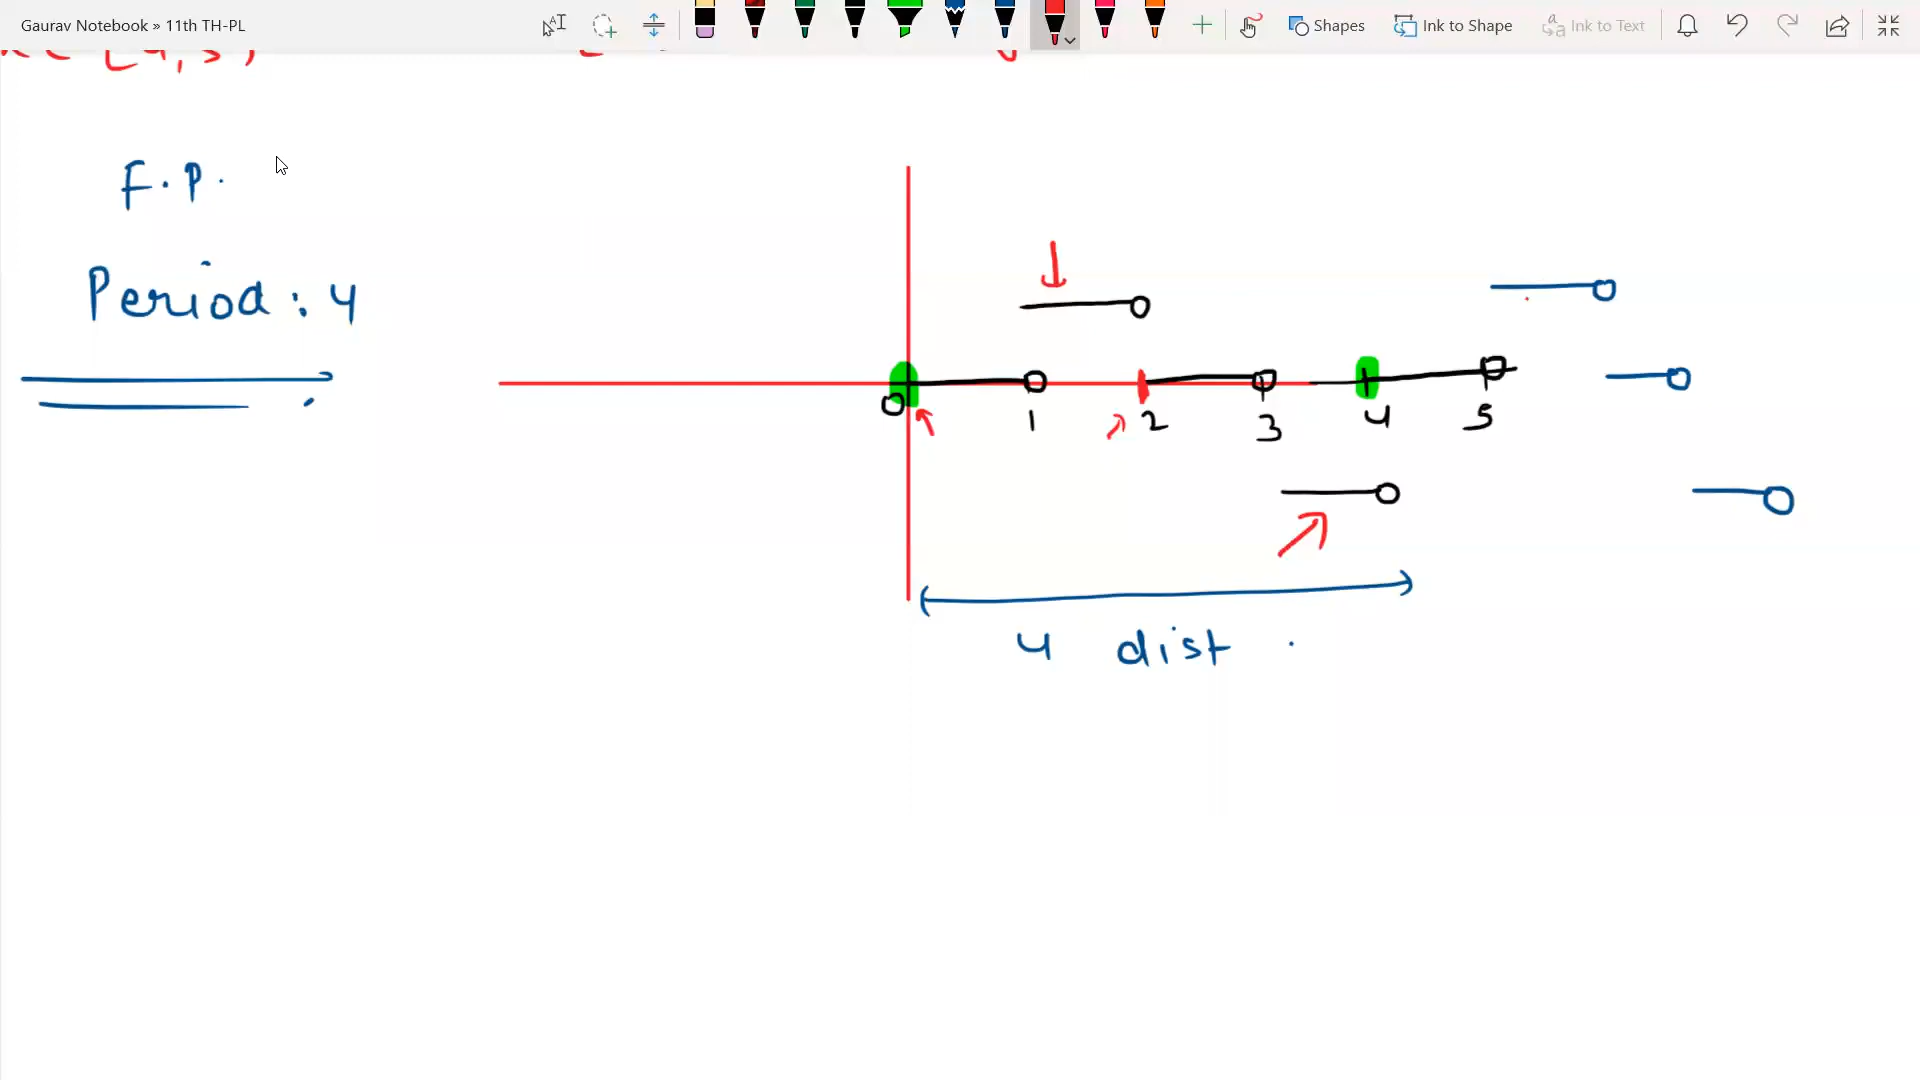 Gaurav Notebook » 11th TH-PL
Shapes
Ink to Shape
Ink to Text
F.P.
Period: 4
0 1 2 3 4 5
4 dist.